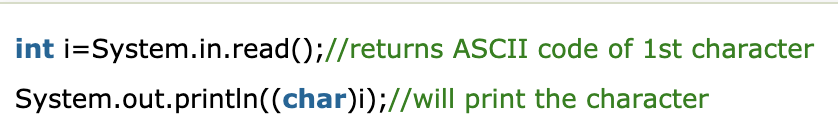 int i=System.in.read();//returns ASCII code of 1st character
System.out.println((char)i);//will print the character